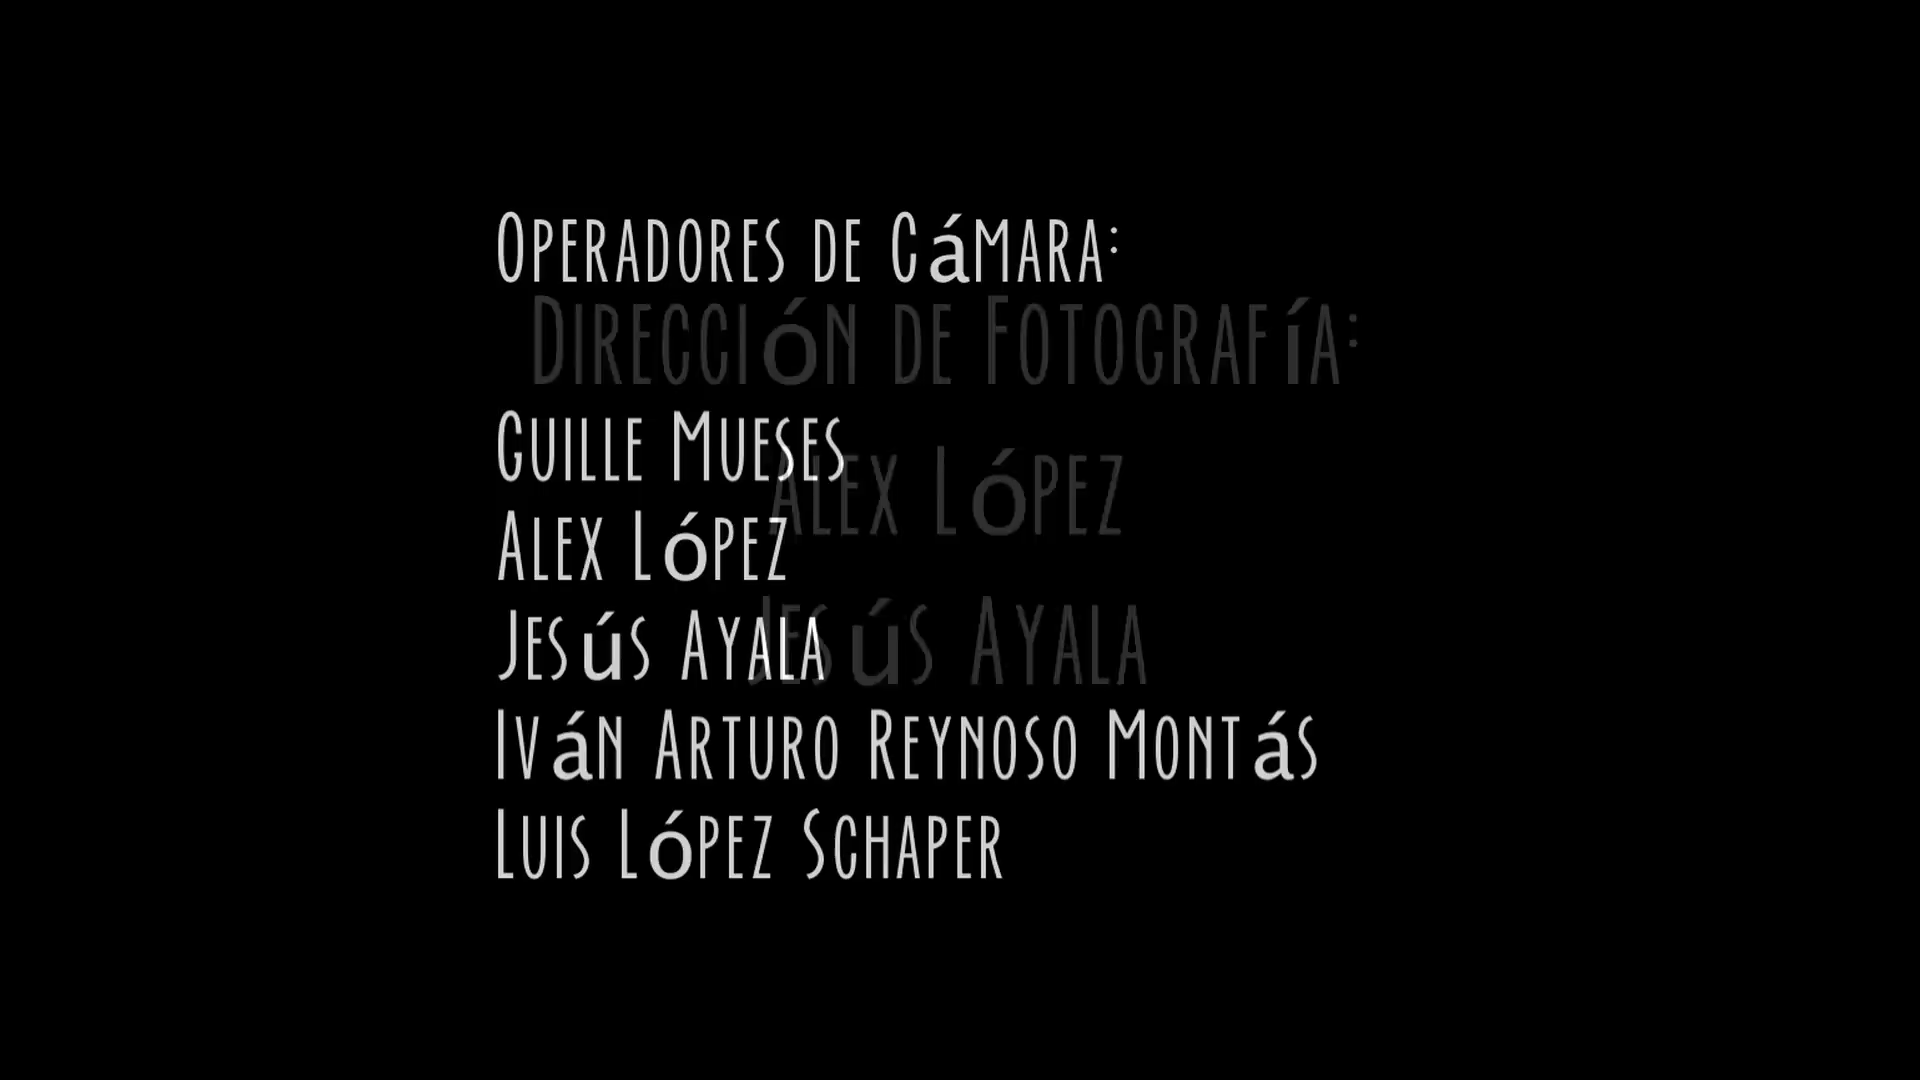 Operadores de Cámara:
Dirección de Fotografía:
Guille Mueses
Alex López
Alex López
Jesús Ayala
Jesús Ayala
Iván Arturo Reynoso Montás
Luis López Schaper